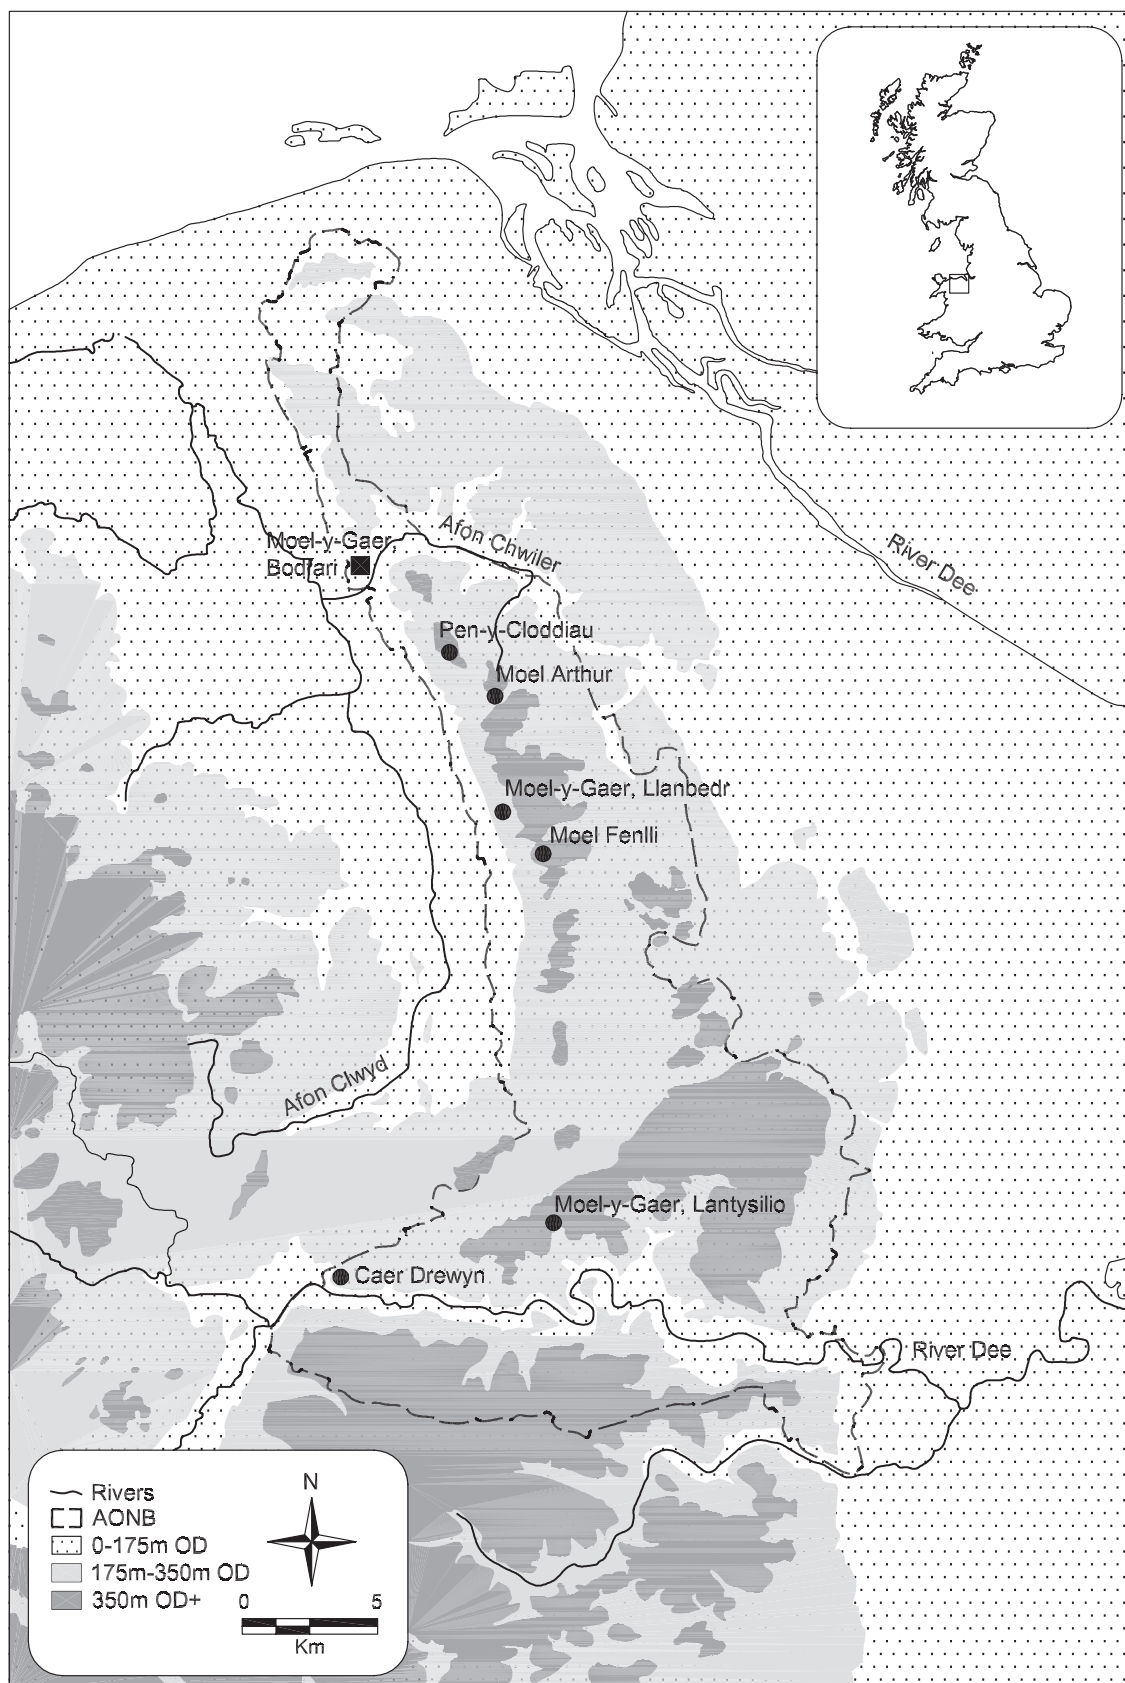 Afon Chwiler
River Dee
Moel-y-Gaer,
Bodfari
Pen-y-Cloddiau
Moel Arthur
Moel-y-Gaer, Llanbedr
Moel Fenlli
Afon Clwyd
Moel-y-Gaer, Lantysilio
Caer Drewyn
River Dee
Rivers
AONB
0-175m OD
175m-350m OD
350m OD+
N
0 5
Km